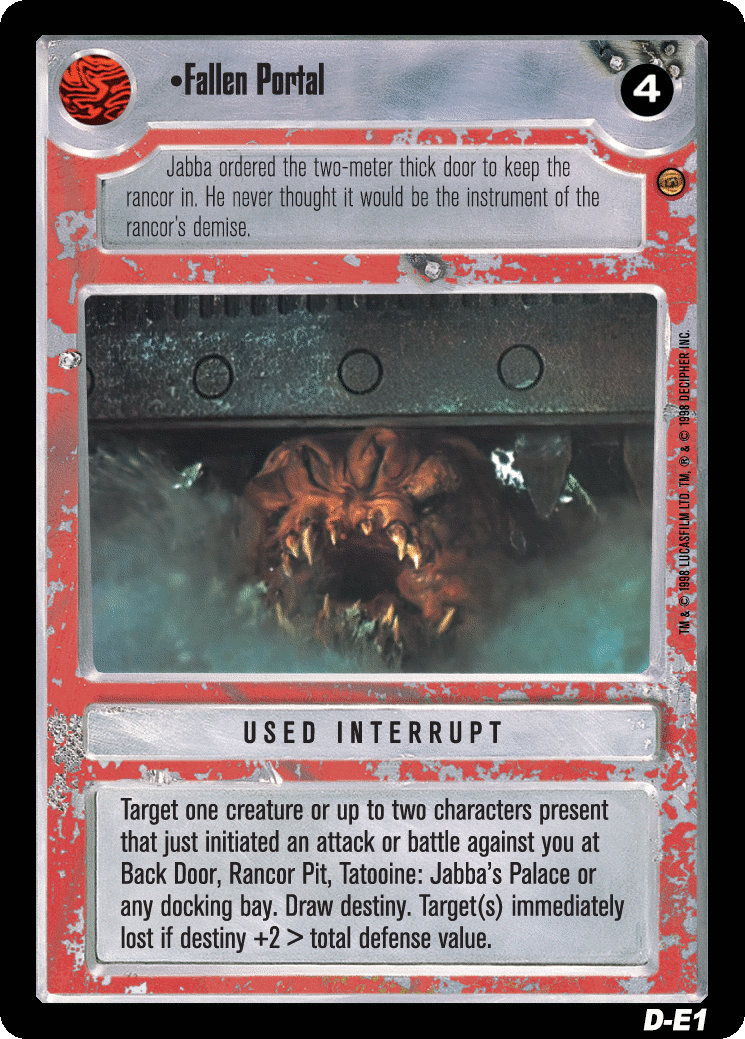 •Fallen Portal
4
Jabba ordered the two-meter thick door to keep the
rancor in. He never thought it would be the instrument of the
rancor's demise.
TM & © 1998 LUCASFILM LTD. TM, ® & © 1998 DECIPHER INC.
USED INTERRUPT
Target one creature or up to two characters present
that just initiated an attack or battle against you at
Back Door, Rancor Pit, Tatooine: Jabba's Palace or
any docking bay. Draw destiny. Target(s) immediately
lost if destiny +2 > total defense value.
D-E1